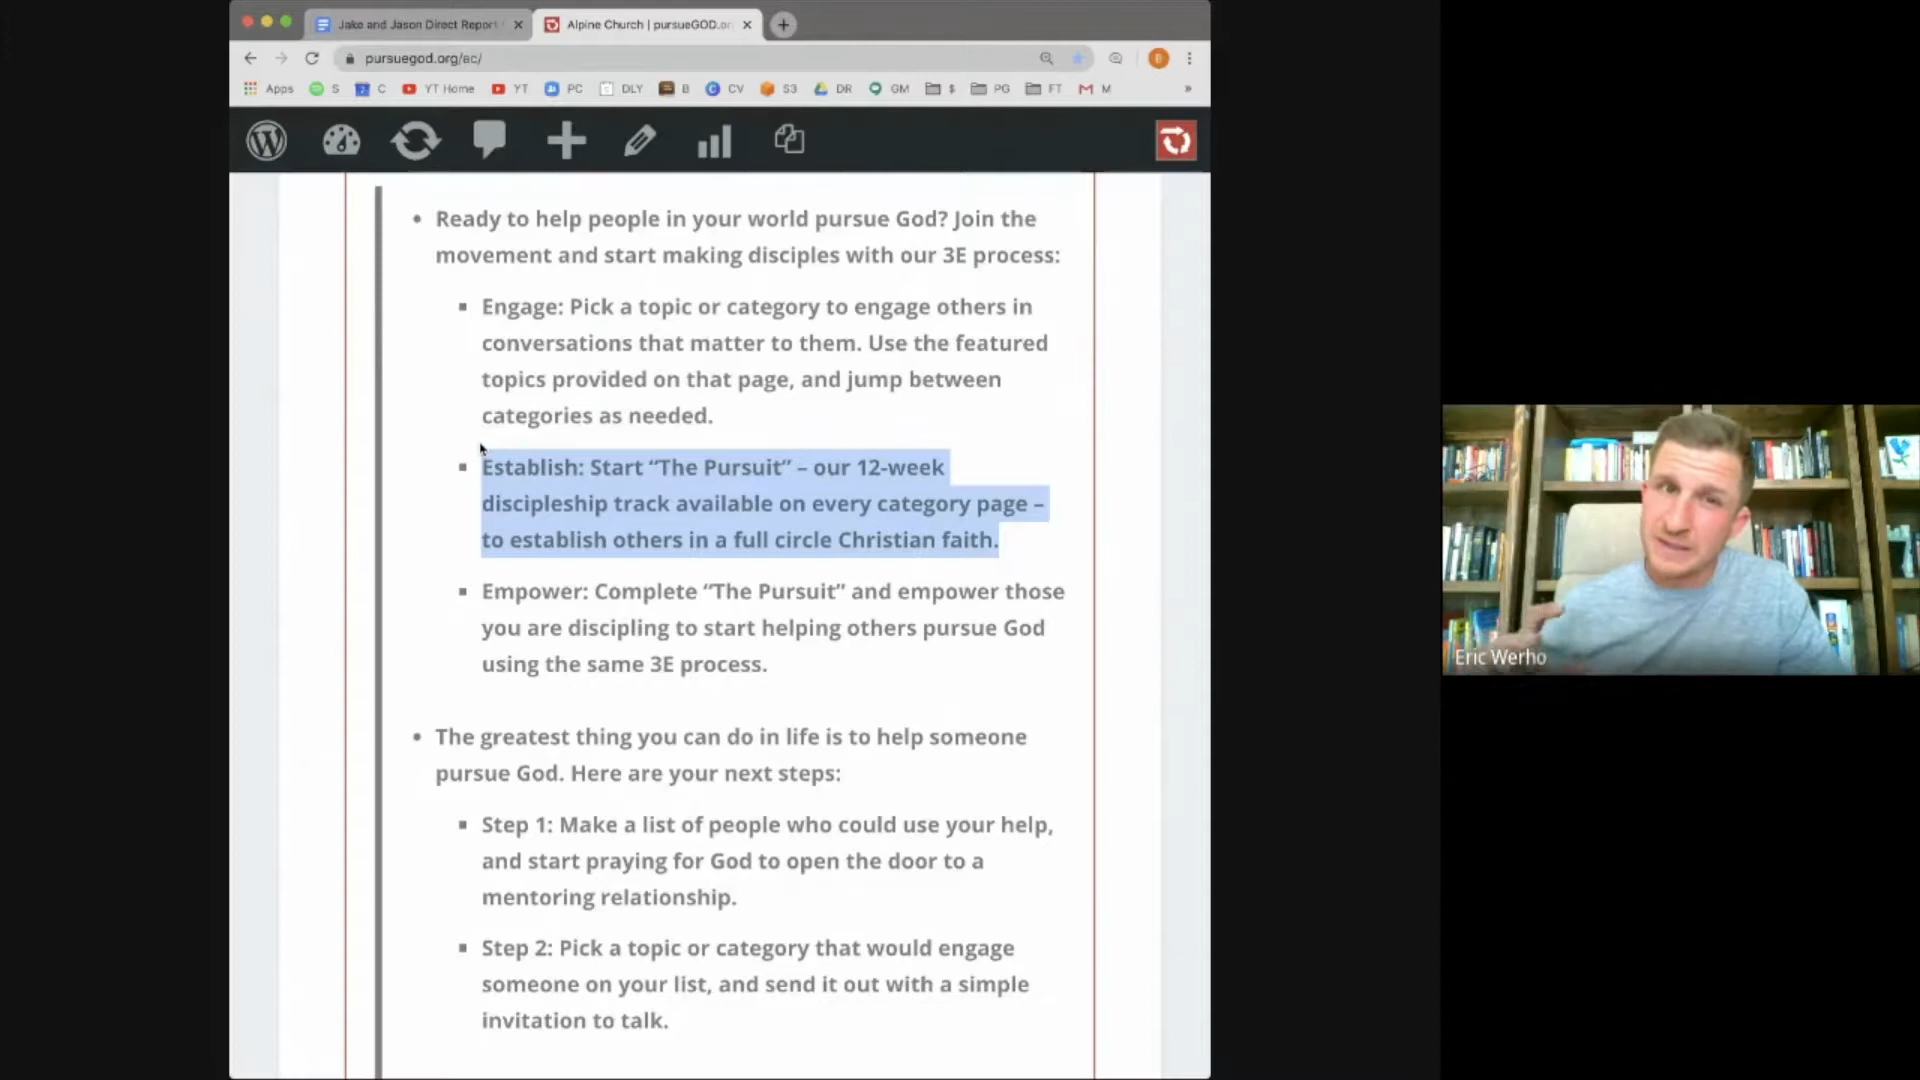 Jake and Jason Direct Report
Alpine Church | pursueGOD.or
pursuegod.org/ac/
B
Apps S C YT Home YT PC DLY B CV S3 DR GM $ PG FT M »
• Ready to help people in your world pursue God? Join the
movement and start making disciples with our 3E process:
▪ Engage: Pick a topic or category to engage others in
conversations that matter to them. Use the featured
topics provided on that page, and jump between
categories as needed.
▪ Establish: Start “The Pursuit” – our 12-week
discipleship track available on every category page –
to establish others in a full circle Christian faith.
▪ Empower: Complete “The Pursuit” and empower those
you are discipling to start helping others pursue God
using the same 3E process.
• The greatest thing you can do in life is to help someone
pursue God. Here are your next steps:
▪ Step 1: Make a list of people who could use your help,
and start praying for God to open the door to a
mentoring relationship.
▪ Step 2: Pick a topic or category that would engage
someone on your list, and send it out with a simple
invitation to talk.
Eric Werho